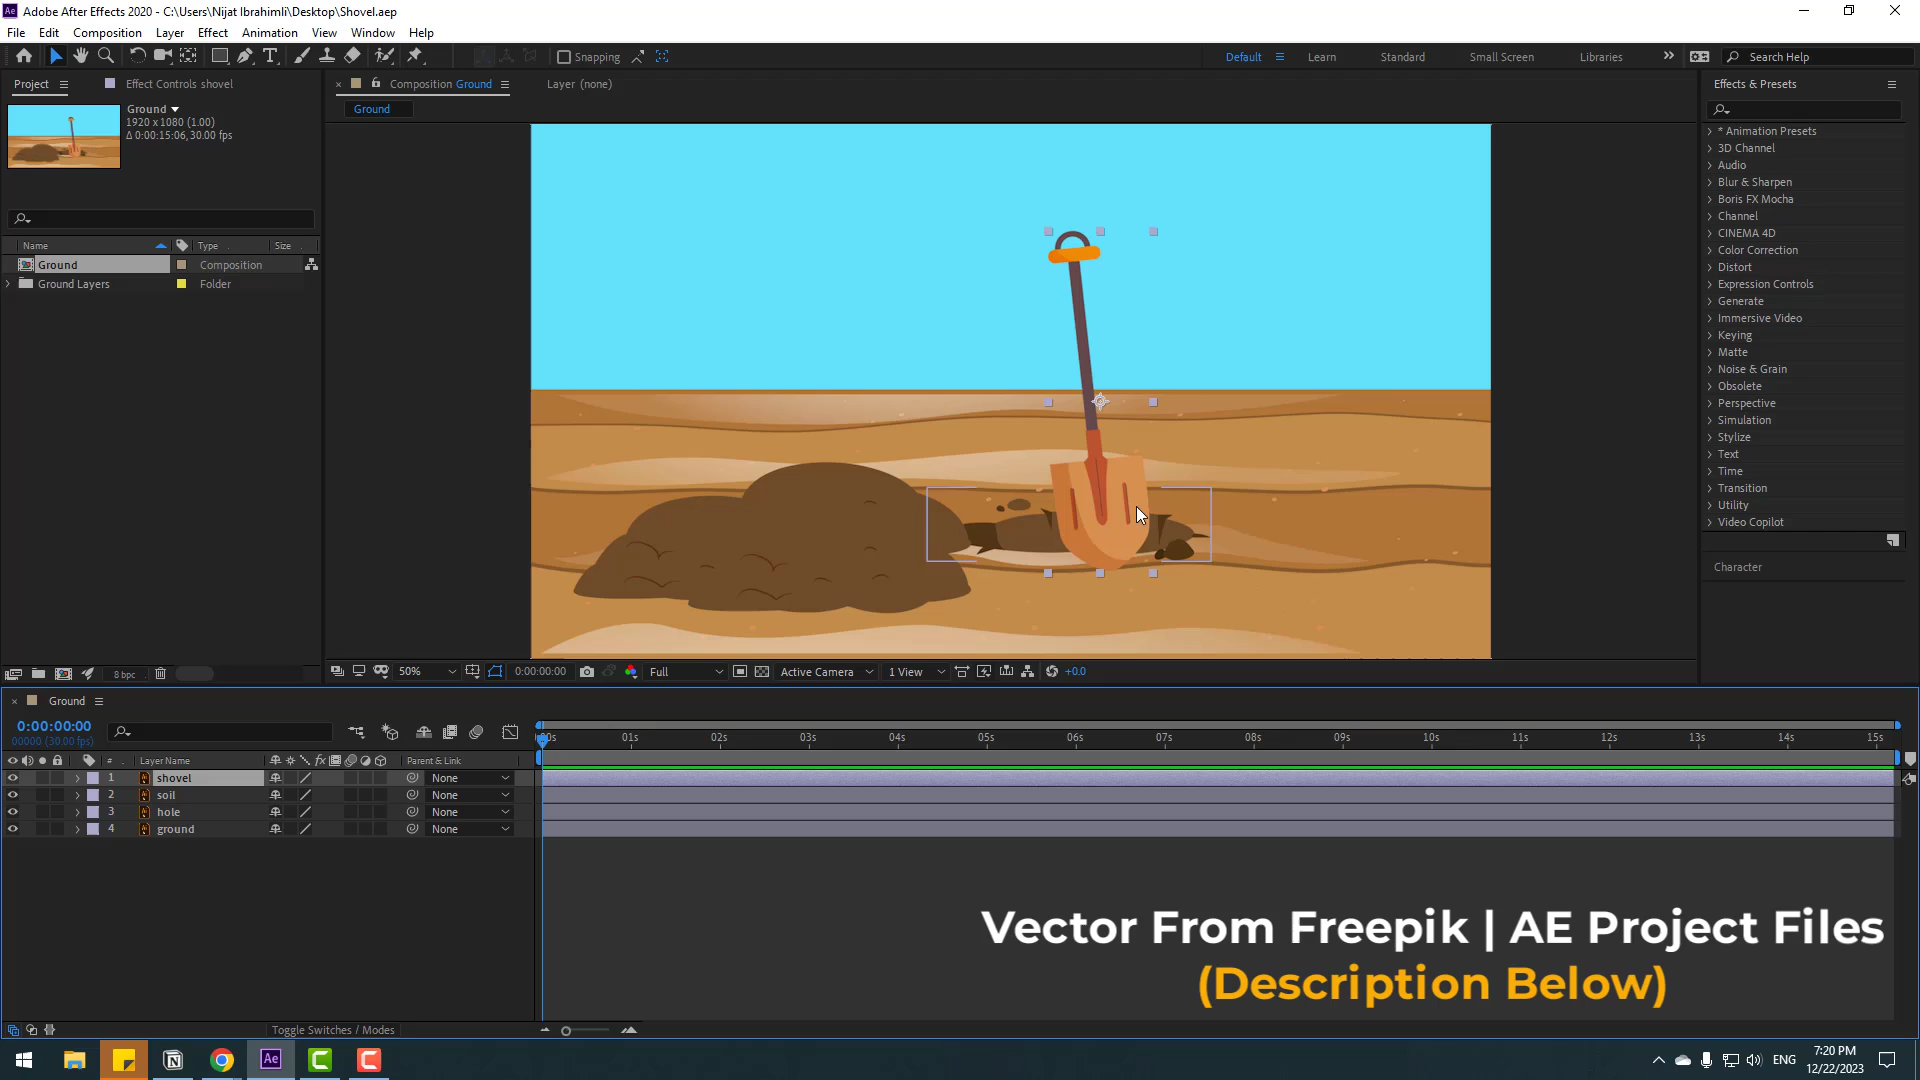 Adobe After Effects 2020 - C:\Users\Nijat Ibrahimli\Desktop\Shovel.aep
File Edit Composition Layer Effect Animation View Window Help
Snapping Default Learn Standard Small Screen Libraries Search Help
Project Effect Controls shovel Composition Ground Layer (none) Effects & Presets
Ground
1920 x 1080 (1.00)
Δ 0:00:15:06, 30.00 fps
Ground
Name Type Size
Ground Composition
Ground Layers Folder
* Animation Presets
3D Channel
Audio
Blur & Sharpen
Boris FX Mocha
Channel
CINEMA 4D
Color Correction
Distort
Expression Controls
Generate
Immersive Video
Keying
Matte
Noise & Grain
Obsolete
Perspective
Simulation
Stylize
Text
Time
Transition
Utility
Video Copilot
Character
8 bpc 50% 0:00:00:00 Full Active Camera 1 View +0.0
Ground
0:00:00:00
00000 (30.00 fps)
00s 01s 02s 03s 04s 05s 06s 07s 08s 09s 10s 11s 12s 13s 14s 15s
# Layer Name Parent & Link
1 shovel None
2 soil None
3 hole None
4 ground None
Vector From Freepik | AE Project Files
(Description Below)
Toggle Switches / Modes
ENG 7:20 PM
12/22/2023